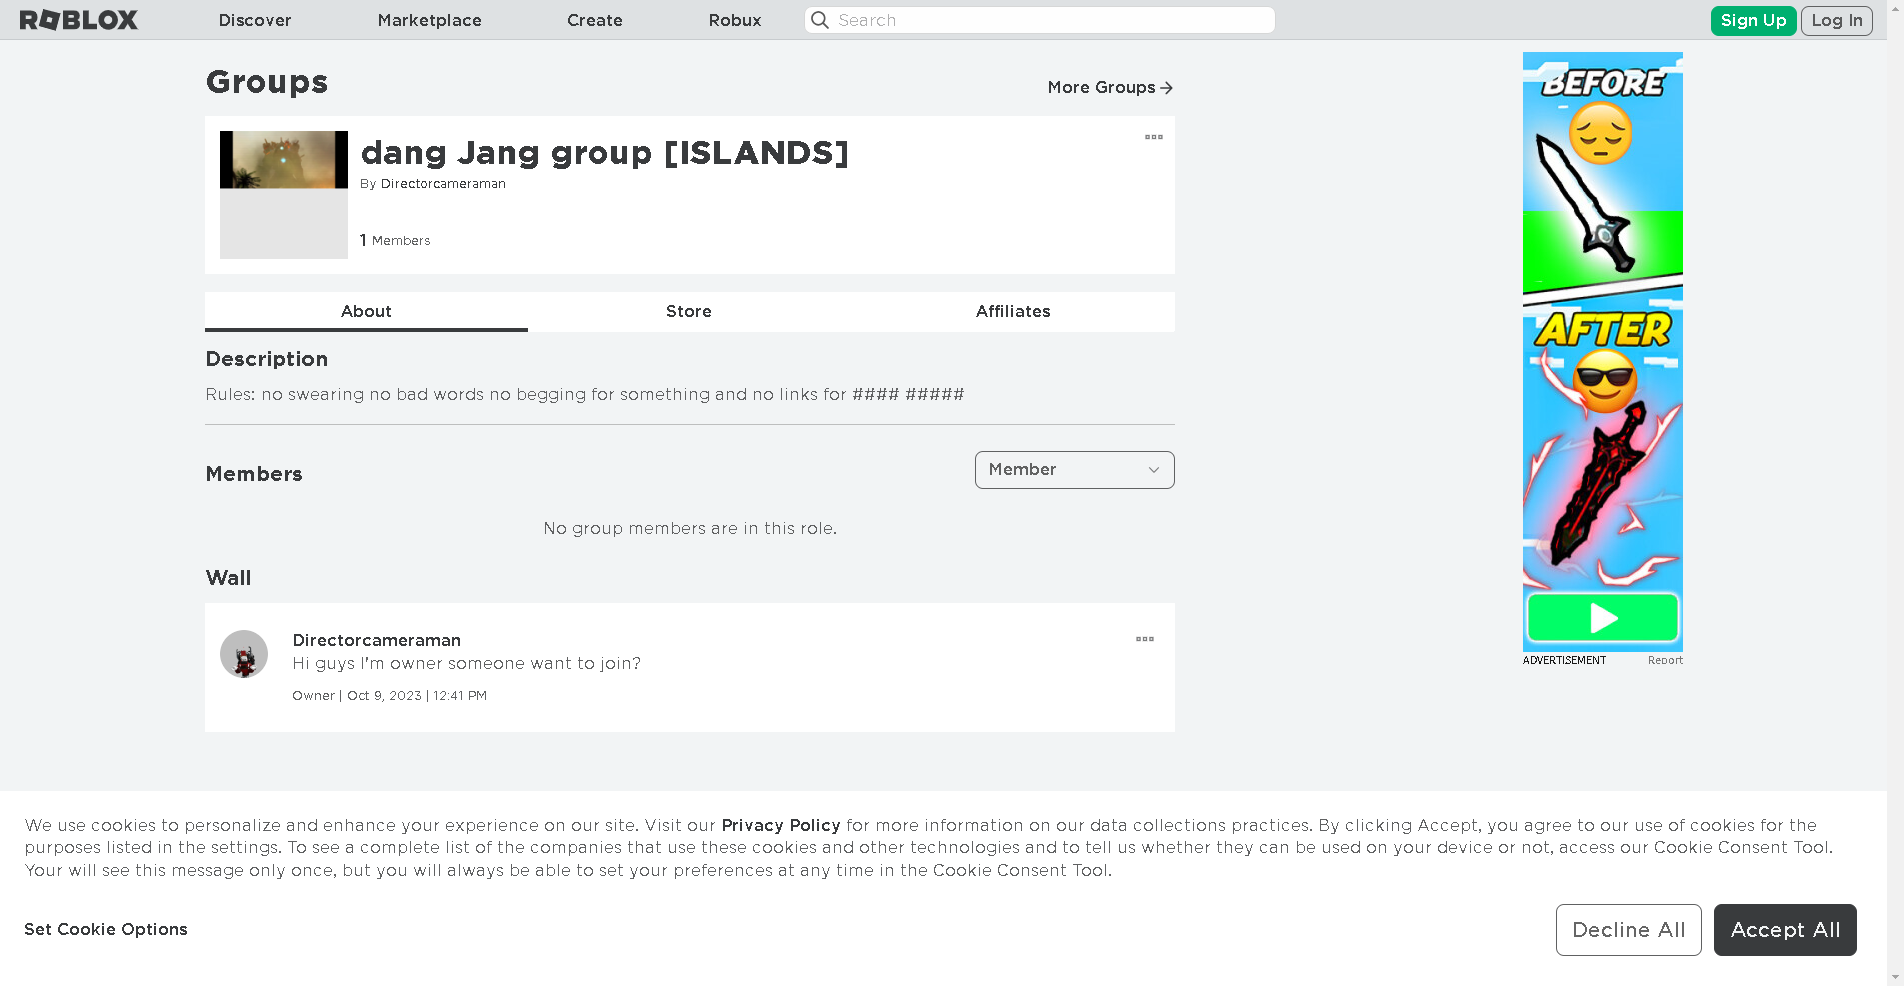 ROBLOX
Discover
Marketplace
Create
Robux
Search
Sign Up
Log In
Groups
More Groups
dang Jang group [ISLANDS]
By Directorcameraman
1 Members
About
Store
Affiliates
Description
Rules: no swearing no bad words no begging for something and no links for #### #####
Members
Member
No group members are in this role.
Wall
Directorcameraman
Hi guys I'm owner someone want to join?
Owner | Oct 9, 2023 | 12:41 PM
BEFORE
AFTER
ADVERTISEMENT
Report
We use cookies to personalize and enhance your experience on our site. Visit our Privacy Policy for more information on our data collections practices. By clicking Accept, you agree to our use of cookies for the
purposes listed in the settings. To see a complete list of the companies that use these cookies and other technologies and to tell us whether they can be used on your device or not, access our Cookie Consent Tool.
Your will see this message only once, but you will always be able to set your preferences at any time in the Cookie Consent Tool.
Set Cookie Options
Decline All
Accept All